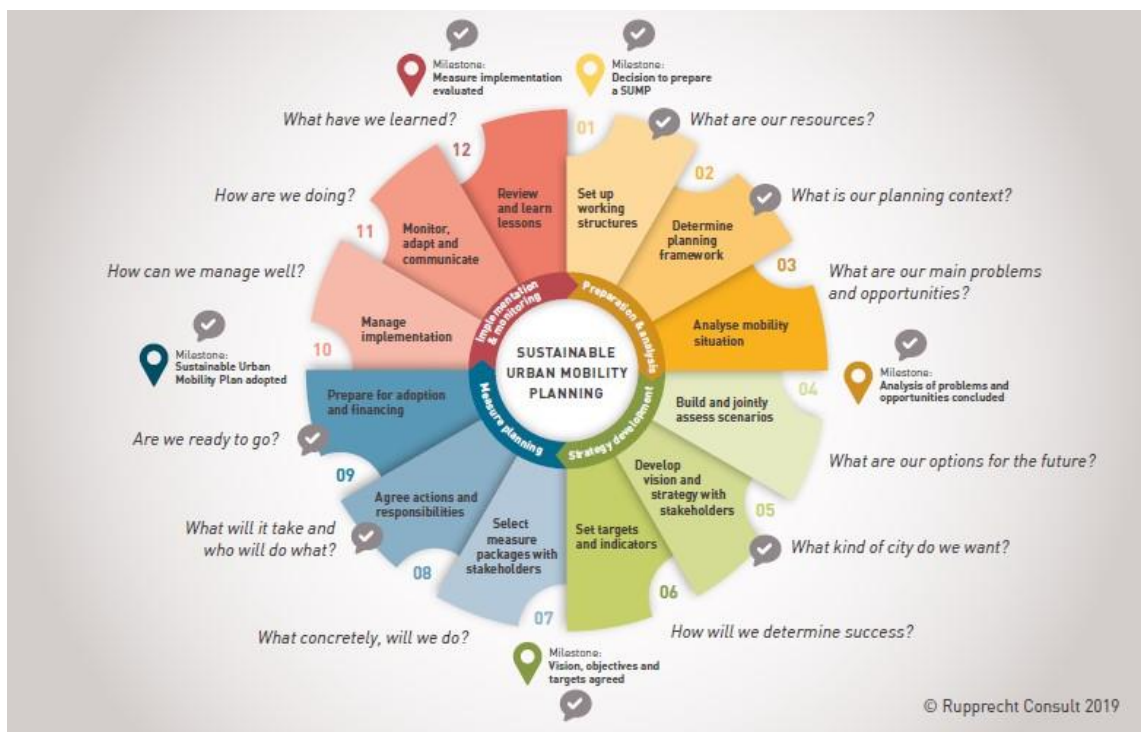 Milestone:
Measure implementation
evaluated
Milestone:
Decision to prepare
a SUMP
What have we learned?
What are our resources?
How are we doing?
What is our planning context?
How can we manage well?
What are our main problems
and opportunities?
Milestone:
Sustainable Urban
Mobility Plan adopted
Milestone:
Analysis of problems and
opportunities concluded
Are we ready to go?
What are our options for the future?
What will it take and
who will do what?
What kind of city do we want?
What concretely, will we do?
How will we determine success?
Milestone:
Vision, objectives and
targets agreed
01
Set up
working
structures
02
Determine
planning
framework
03
Analyse mobility
situation
04
Build and jointly
assess scenarios
05
Develop
vision and
strategy with
stakeholders
06
Set targets
and indicators
07
Select
measure
packages with
stakeholders
08
Agree actions and
responsibilities
09
Prepare for adoption
and financing
10
Manage
implementation
11
Monitor,
adapt and
communicate
12
Review
and learn
lessons
Preparation & analysis
Strategy development
Measure planning
Implementation
& monitoring
SUSTAINABLE
URBAN MOBILITY
PLANNING
© Rupprecht Consult 2019